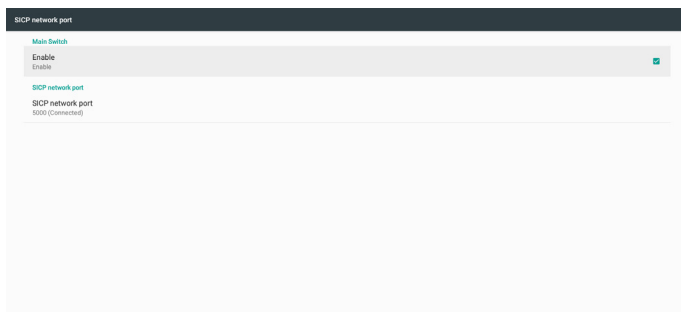 SICP network port
Main Switch
Enable
Enable
SICP network port
SICP network port
5000 (Connected)